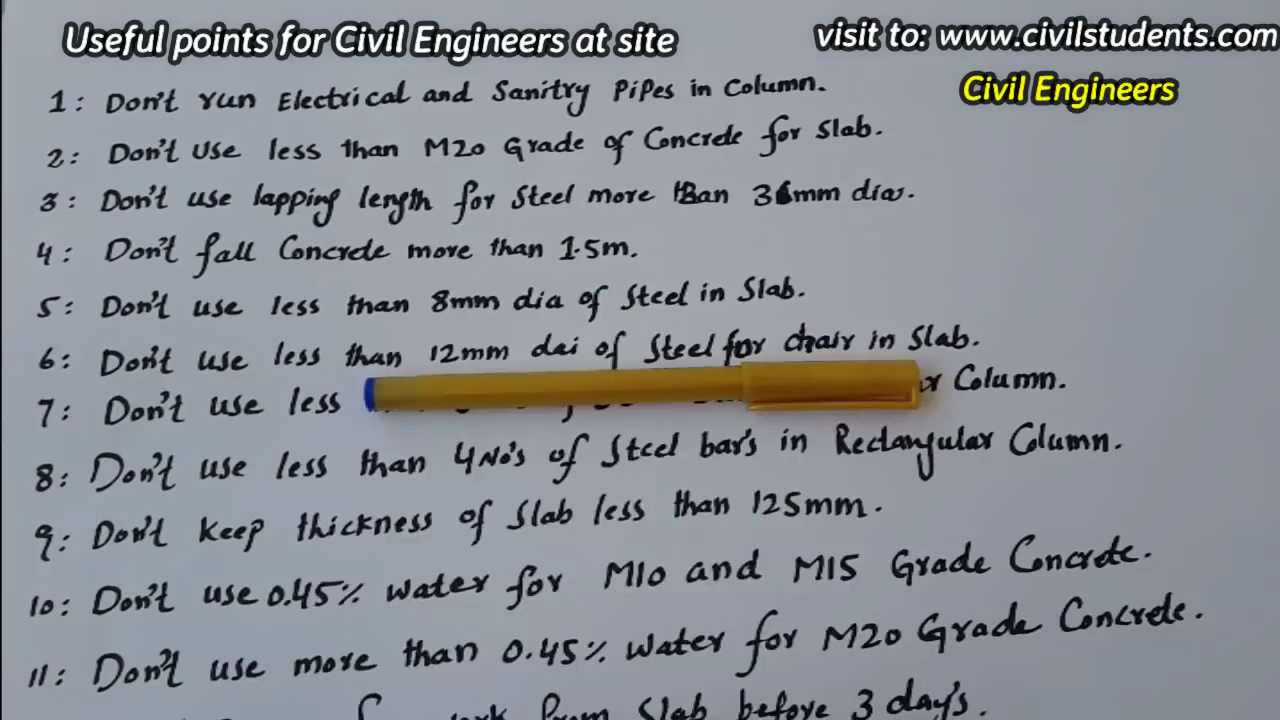 Useful points for Civil Engineers at site
visit to: www.civilstudents.com
Civil Engineers
1: Don't run Electrical and Sanitry Pipes in Column.
2: Don't Use less than M20 Grade of Concrete for Slab.
3: Don't use lapping length for Steel more than 36mm dia.
4: Don't fall Concrete more than 1.5m.
5: Don't use less than 8mm dia of Steel in Slab.
6: Don't use less than 12mm dai of Steel for chair in Slab.
7: Don't use less Column.
8: Don't use less than 4No's of Steel bar's in Rectangular Column.
9: Don't keep thickness of Slab less than 125mm.
10: Don't use 0.45% water for M10 and M15 Grade Concrete.
11: Don't use more than 0.45% water for M20 Grade Concrete.
from Slab before 3 day's.